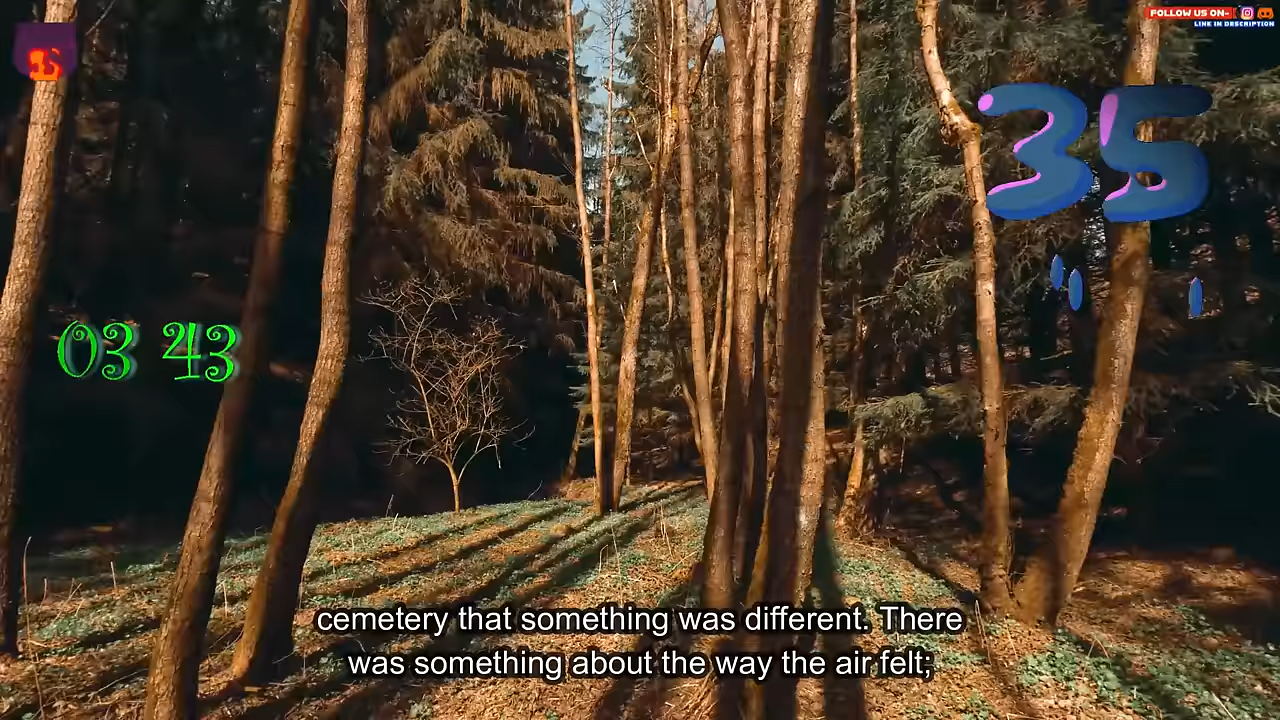 FOLLOW US ON-
LINK IN DESCRIPTION
35
03 43
cemetery that something was different. There
was something about the way the air felt;